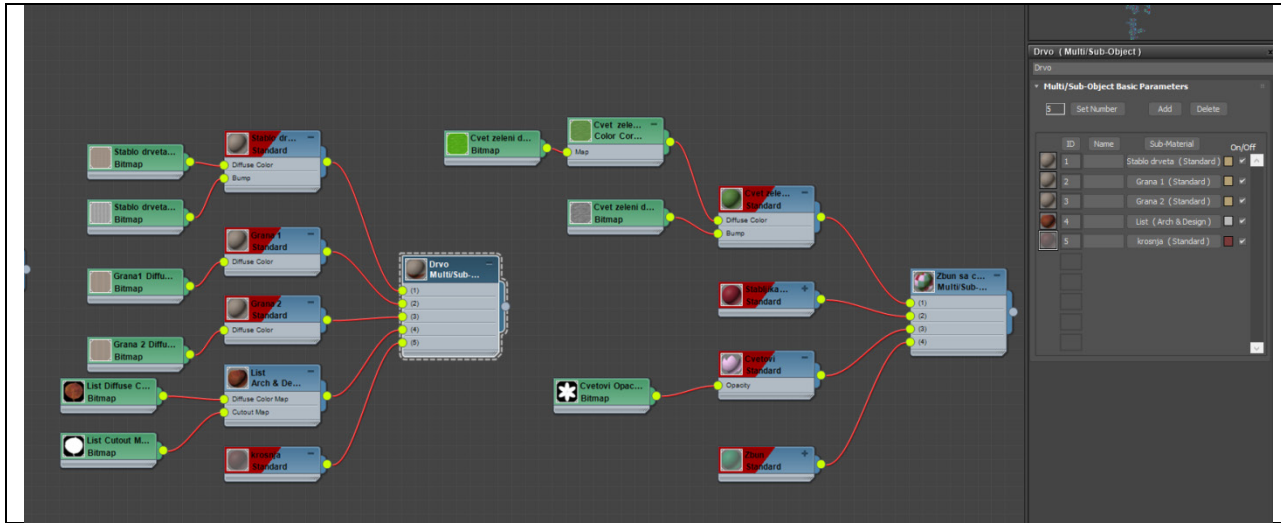 Stablo drveta...
Bitmap
Stablo drveta...
Bitmap
Grana1 Diffu...
Bitmap
Grana 2 Diffu...
Bitmap
List Diffuse C...
Bitmap
List Cutout M...
Bitmap
Stablo dr...
Standard
Diffuse Color
Bump
Grana 1
Standard
Diffuse Color
Grana 2
Standard
Diffuse Color
List
Arch & De...
Diffuse Color Map
Cutout Map
krosnja
Standard
Drvo
Multi/Sub-...
(1)
(2)
(3)
(4)
(5)
Cvet zeleni d...
Bitmap
Cvet zele...
Color Cor...
Map
Cvet zeleni d...
Bitmap
Cvetovi Opac...
Bitmap
Cvet zele...
Standard
Diffuse Color
Bump
Standard
Cvetovi
Standard
Opacity
Zbun
Standard
Zbun sa c...
Multi/Sub-...
(1)
(2)
(3)
(4)
Drvo ( Multi/Sub-Object )
Drvo
Multi/Sub-Object Basic Parameters
5 Set Number Add Delete
ID Name Sub-Material On/Off
1 Stablo drveta (Standard)
2 Grana 1 (Standard)
3 Grana 2 (Standard)
4 List (Arch & Design)
5 krosnja (Standard)